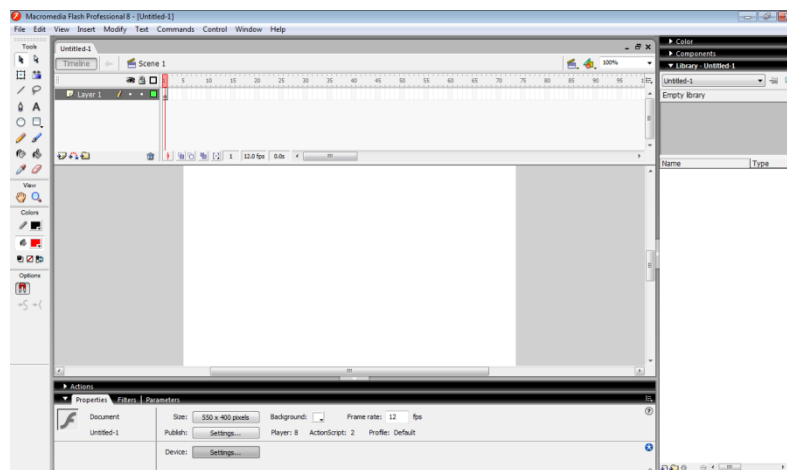 Macromedia Flash Professional 8 - [Untitled-1]
File Edit View Insert Modify Text Commands Control Window Help
Tools
View
Colors
Options
Untitled-1
Timeline
Scene 1
100%
5 10 15 20 25 30 35 40 45 50 55 60 65 70 75 80 85 90 95
Layer 1
1 12.0 fps 0.0s
Actions
Properties Filters Parameters
Document
Untitled-1
Size: 550 x 400 pixels Background: Frame rate: 12 fps
Publish: Settings... Player: 8 ActionScript: 2 Profile: Default
Device: Settings...
Color
Components
Library - Untitled-1
Untitled-1
Empty library
Name Type